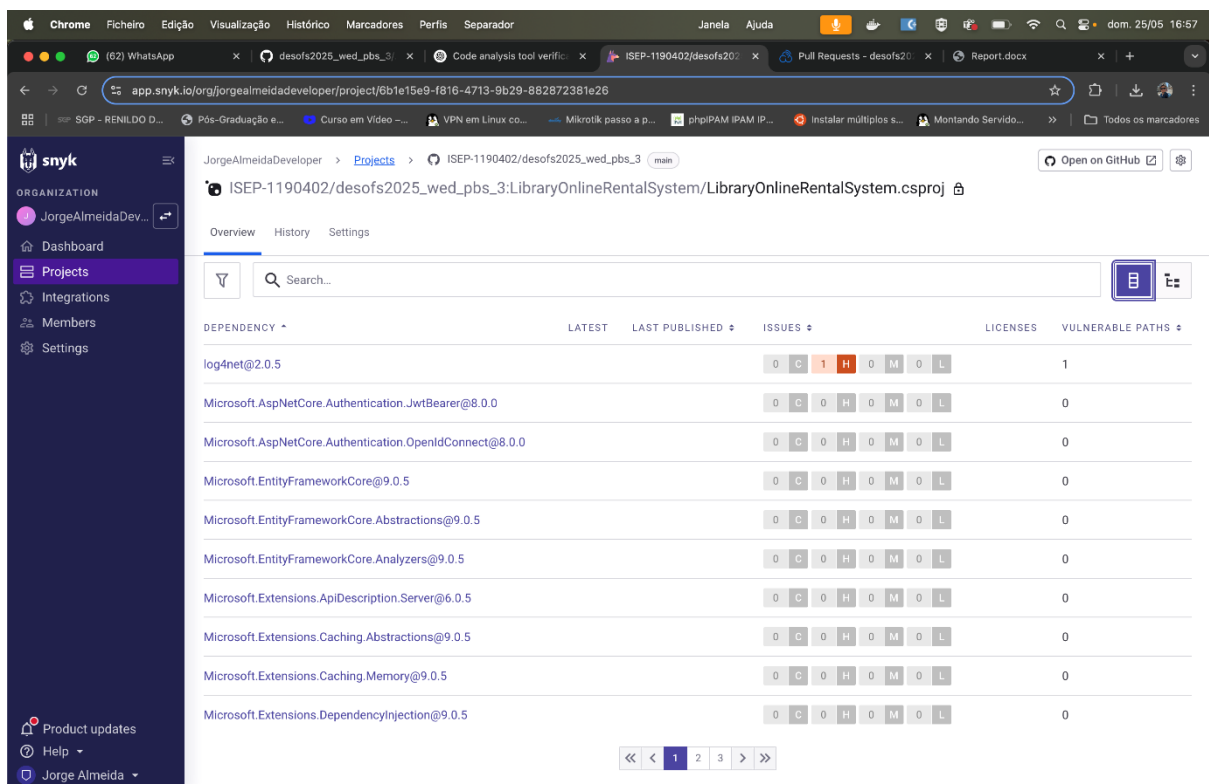 Chrome Ficheiro Edição Visualização Histórico Marcadores Perfis Separador Janela Ajuda dom. 25/05 16:57
(62) WhatsApp desofs2025_wed_pbs_3/ Code analysis tool verific ISEP-1190402/desofs202 Pull Requests - desofs20 Report.docx
app.snyk.io/org/jorgealmeidadeveloper/project/6b1e15e9-f816-4713-9b29-882872381e26
SGP - RENILDO D... Pós-Graduação e... Curso em Vídeo –... VPN em Linux co... Mikrotik passo a p... phpIPAM IPAM IP... Instalar múltiplos s... Montando Servido... Todos os marcadores
snyk
ORGANIZATION
JorgeAlmeidaDev...
Dashboard
Projects
Integrations
Members
Settings
Product updates
Help
Jorge Almeida
JorgeAlmeidaDeveloper > Projects > ISEP-1190402/desofs2025_wed_pbs_3 main
Open on GitHub
ISEP-1190402/desofs2025_wed_pbs_3:LibraryOnlineRentalSystem/LibraryOnlineRentalSystem.csproj
Overview History Settings
Search...
DEPENDENCY LATEST LAST PUBLISHED ISSUES LICENSES VULNERABLE PATHS
log4net@2.0.5 0 C 1 H 0 M 0 L 1
Microsoft.AspNetCore.Authentication.JwtBearer@8.0.0 0 C 0 H 0 M 0 L 0
Microsoft.AspNetCore.Authentication.OpenIdConnect@8.0.0 0 C 0 H 0 M 0 L 0
Microsoft.EntityFrameworkCore@9.0.5 0 C 0 H 0 M 0 L 0
Microsoft.EntityFrameworkCore.Abstractions@9.0.5 0 C 0 H 0 M 0 L 0
Microsoft.EntityFrameworkCore.Analyzers@9.0.5 0 C 0 H 0 M 0 L 0
Microsoft.Extensions.ApiDescription.Server@6.0.5 0 C 0 H 0 M 0 L 0
Microsoft.Extensions.Caching.Abstractions@9.0.5 0 C 0 H 0 M 0 L 0
Microsoft.Extensions.Caching.Memory@9.0.5 0 C 0 H 0 M 0 L 0
Microsoft.Extensions.DependencyInjection@9.0.5 0 C 0 H 0 M 0 L 0
« < 1 2 3 > »